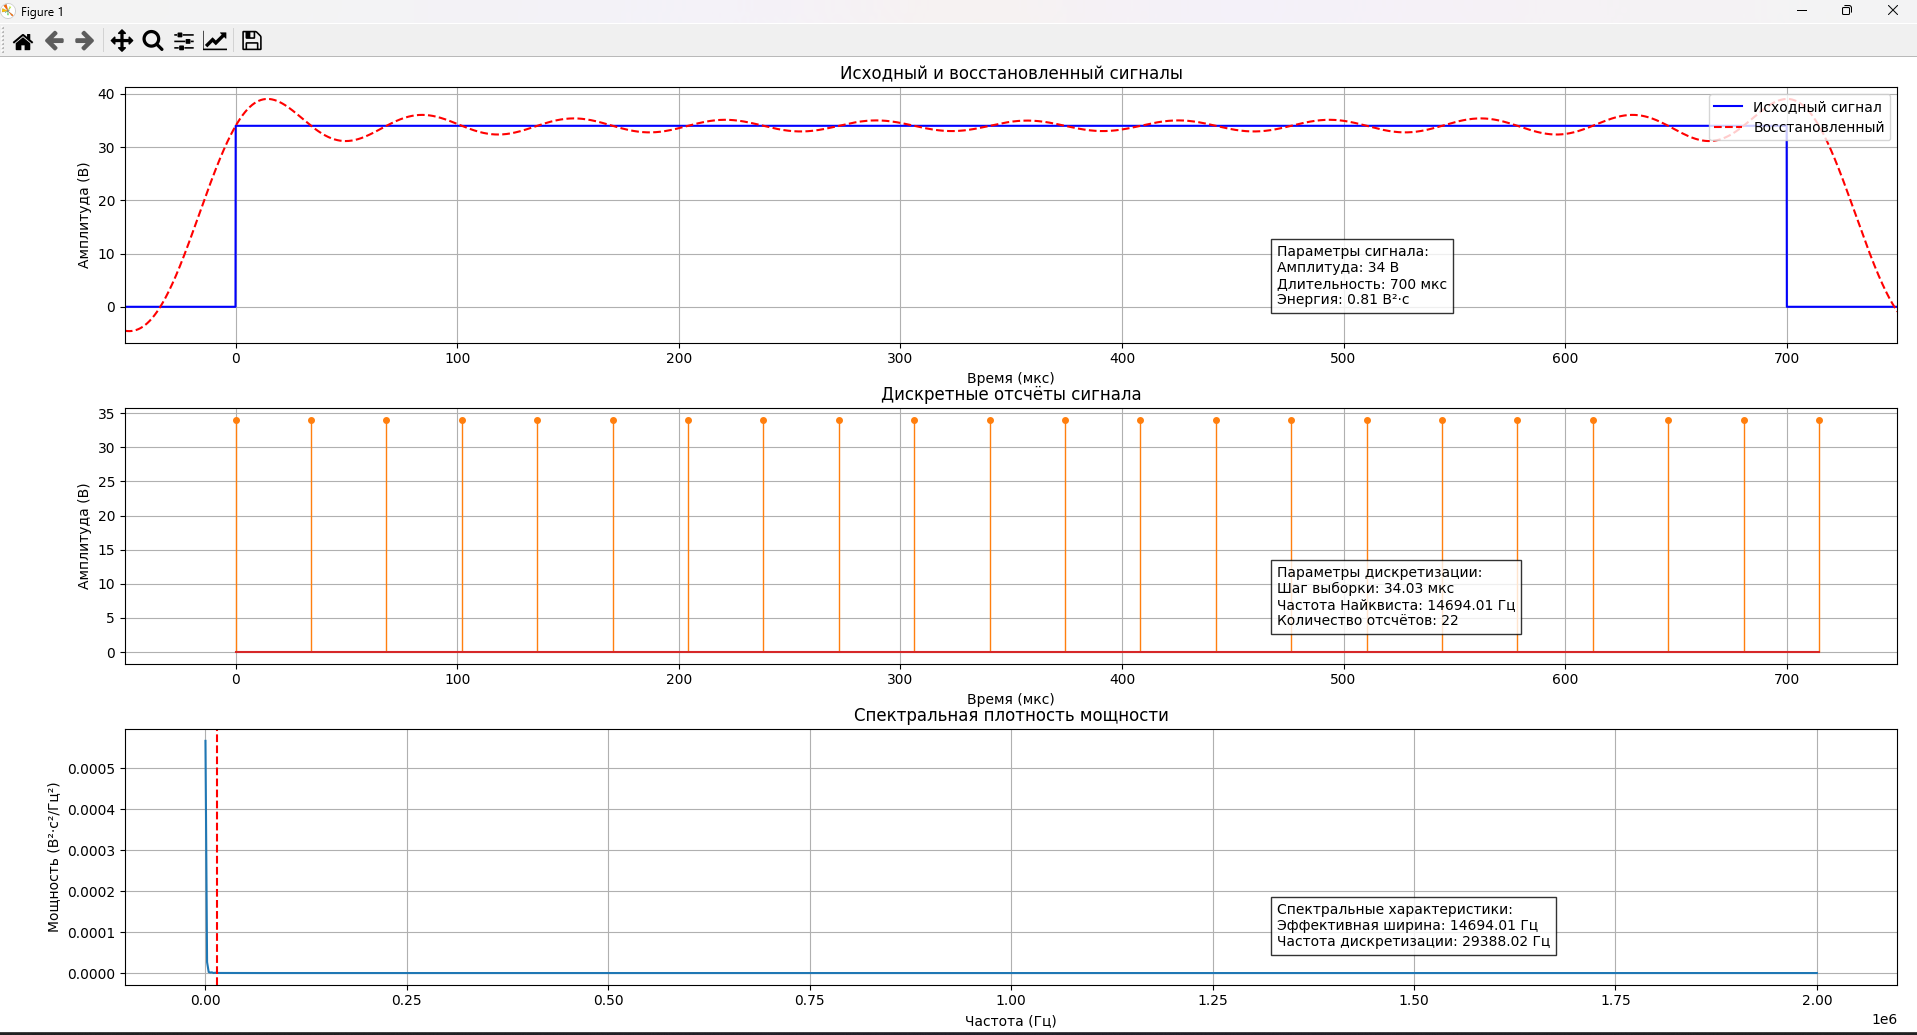 Figure 1
Исходный и восстановленный сигналы
Исходный сигнал
Восстановленный
Амплитуда (В)
40
30
20
10
0
Параметры сигнала:
Амплитуда: 34 В
Длительность: 700 мкс
Энергия: 0.81 В²·с
0 100 200 300 400 500 600 700
Время (мкс)
Дискретные отсчёты сигнала
Амплитуда (В)
35
30
25
20
15
10
5
0
Параметры дискретизации:
Шаг выборки: 34.03 мкс
Частота Найквиста: 14694.01 Гц
Количество отсчётов: 22
0 100 200 300 400 500 600 700
Время (мкс)
Спектральная плотность мощности
Мощность (В²·с²/Гц²)
0.0005
0.0004
0.0003
0.0002
0.0001
0.0000
Спектральные характеристики:
Эффективная ширина: 14694.01 Гц
Частота дискретизации: 29388.02 Гц
0.00 0.25 0.50 0.75 1.00 1.25 1.50 1.75 2.00
1e6
Частота (Гц)